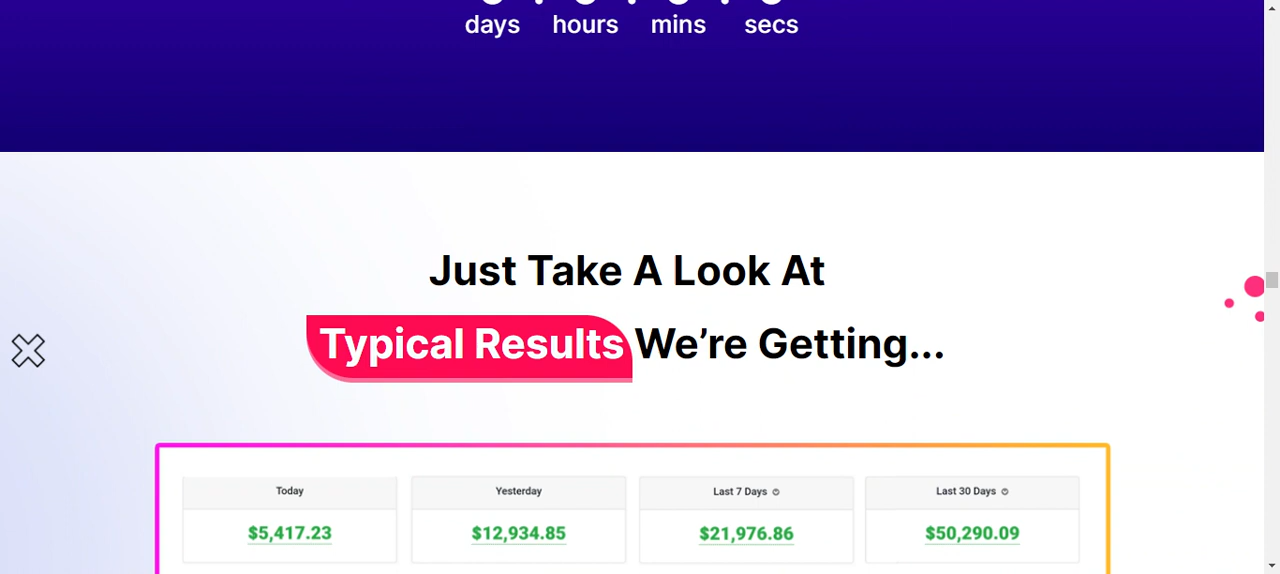 days hours mins secs
Just Take A Look At
Typical Results We’re Getting...
Today Yesterday Last 7 Days Last 30 Days
$5,417.23 $12,934.85 $21,976.86 $50,290.09